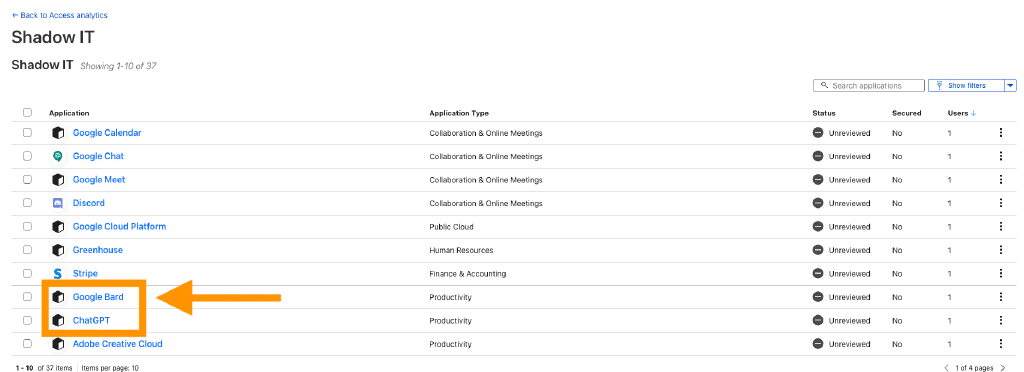 ← Back to Access analytics
Shadow IT
Shadow IT Showing 1-10 of 37
Search applications Show filters
Application Application Type Status Secured Users ↓
Google Calendar Collaboration & Online Meetings Unreviewed No 1
Google Chat Collaboration & Online Meetings Unreviewed No 1
Google Meet Collaboration & Online Meetings Unreviewed No 1
Discord Collaboration & Online Meetings Unreviewed No 1
Google Cloud Platform Public Cloud Unreviewed No 1
Greenhouse Human Resources Unreviewed No 1
Stripe Finance & Accounting Unreviewed No 1
Google Bard Productivity Unreviewed No 1
ChatGPT Productivity Unreviewed No 1
Adobe Creative Cloud Productivity Unreviewed No 1
1 - 10 of 37 items Items per page: 10 1 of 4 pages